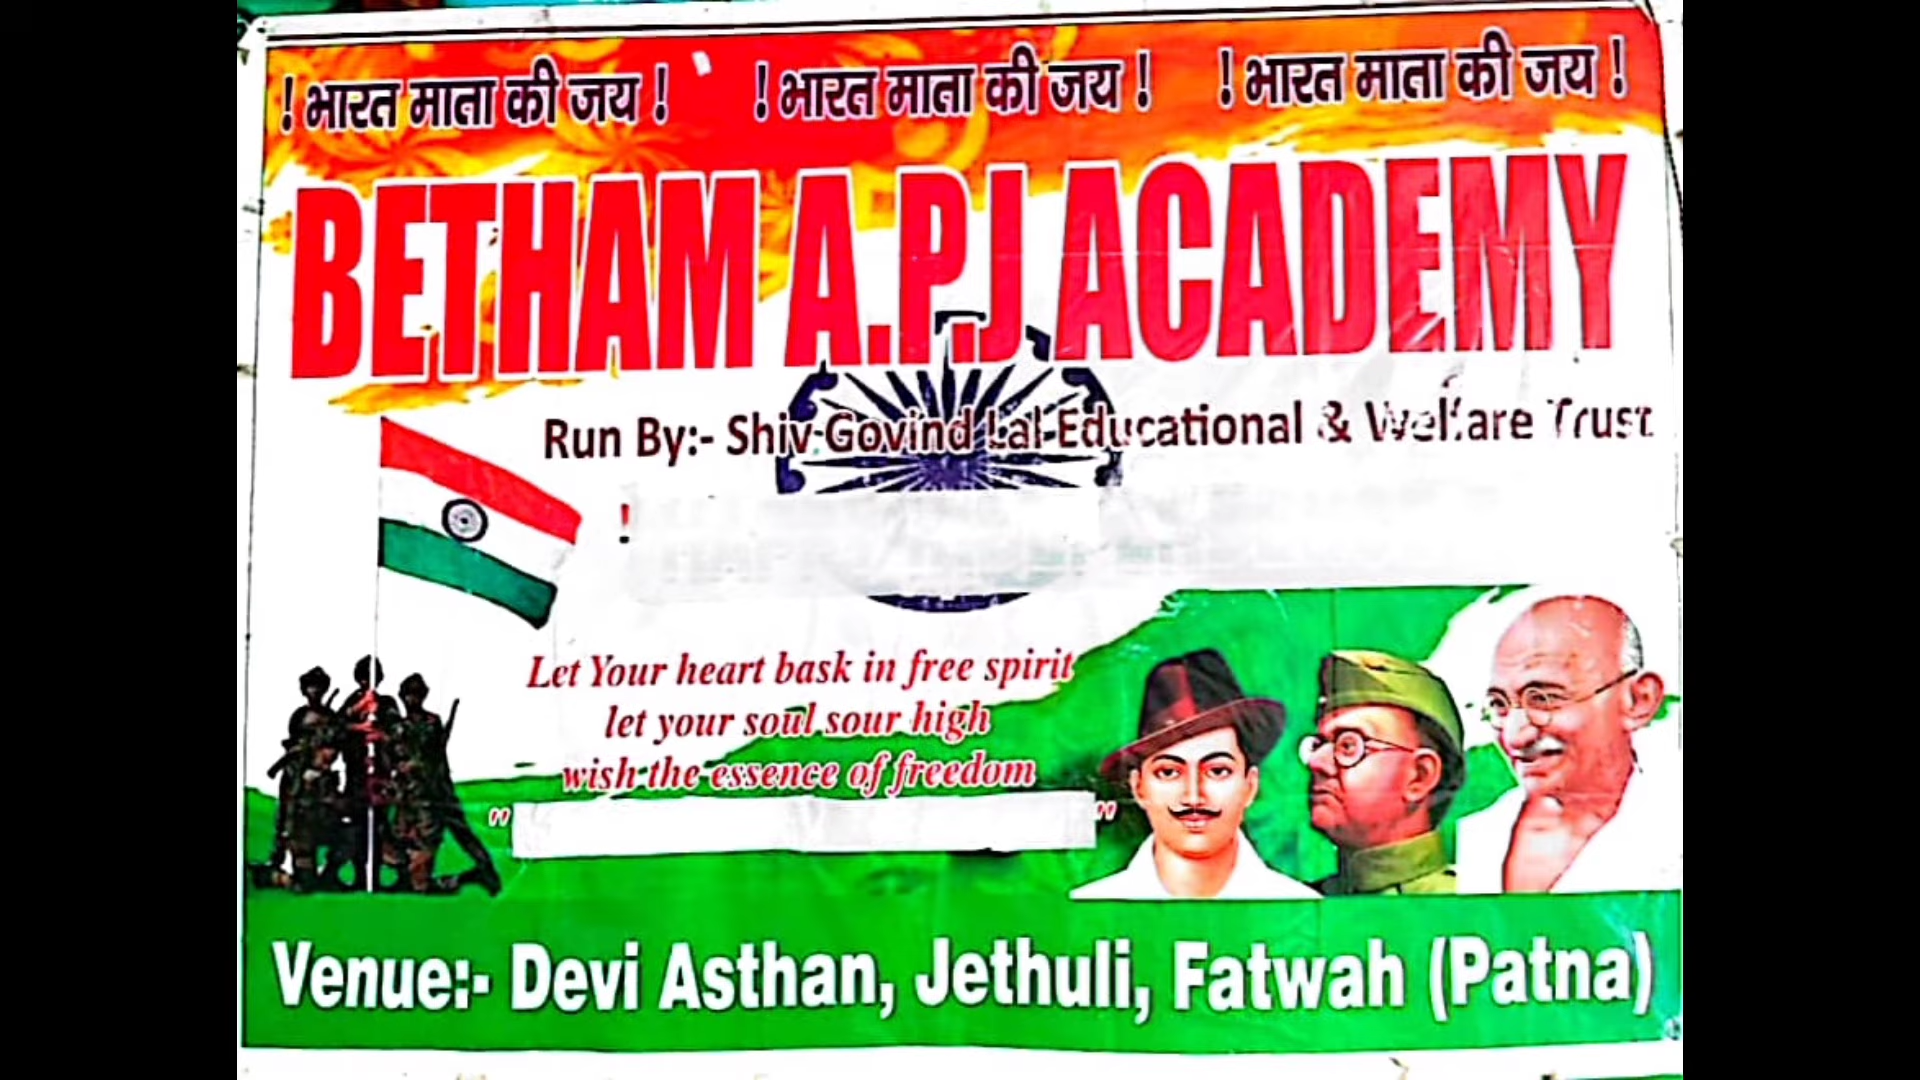 ! भारत माता की जय ! ! भारत माता की जय ! ! भारत माता की जय !
BETHAM A.P.J ACADEMY
Run By:- Shiv Govind Lal Educational & Welfare Trust
!
Let Your heart bask in free spirit
let your soul sour high
wish the essence of freedom
" "
Venue:- Devi Asthan, Jethuli, Fatwah (Patna)